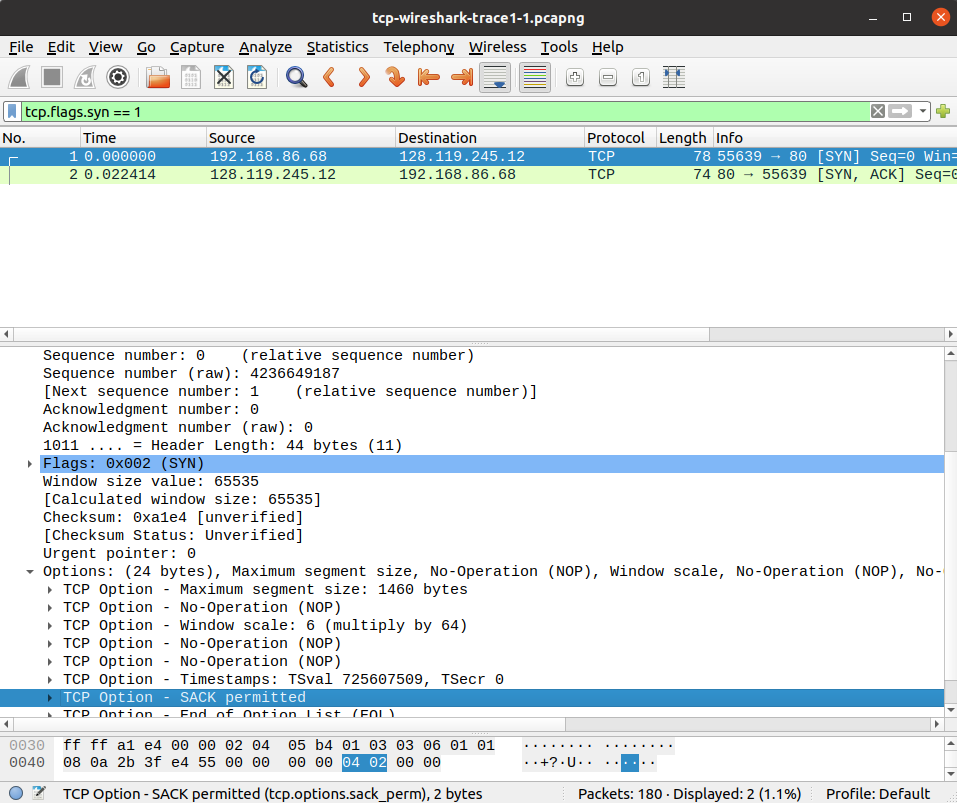 tcp-wireshark-trace1-1.pcapng
File Edit View Go Capture Analyze Statistics Telephony Wireless Tools Help
tcp.flags.syn == 1
No. Time Source Destination Protocol Length Info
1 0.000000 192.168.86.68 128.119.245.12 TCP 78 55639 → 80 [SYN] Seq=0 Win=
2 0.022414 128.119.245.12 192.168.86.68 TCP 74 80 → 55639 [SYN, ACK] Seq=0
Sequence number: 0 (relative sequence number)
Sequence number (raw): 4236649187
[Next sequence number: 1 (relative sequence number)]
Acknowledgment number: 0
Acknowledgment number (raw): 0
1011 .... = Header Length: 44 bytes (11)
Flags: 0x002 (SYN)
Window size value: 65535
[Calculated window size: 65535]
Checksum: 0xa1e4 [unverified]
[Checksum Status: Unverified]
Urgent pointer: 0
Options: (24 bytes), Maximum segment size, No-Operation (NOP), Window scale, No-Operation (NOP), No-
TCP Option - Maximum segment size: 1460 bytes
TCP Option - No-Operation (NOP)
TCP Option - Window scale: 6 (multiply by 64)
TCP Option - No-Operation (NOP)
TCP Option - No-Operation (NOP)
TCP Option - Timestamps: TSval 725607509, TSecr 0
TCP Option - SACK permitted
TCP Option - End of Option List (EOL)
0030 ff ff a1 e4 00 00 02 04 05 b4 01 03 03 06 01 01 ········ ········
0040 08 0a 2b 3f e4 55 00 00 00 00 04 02 00 00 ··+?·U·· ······
TCP Option - SACK permitted (tcp.options.sack_perm), 2 bytes Packets: 180 · Displayed: 2 (1.1%) Profile: Default